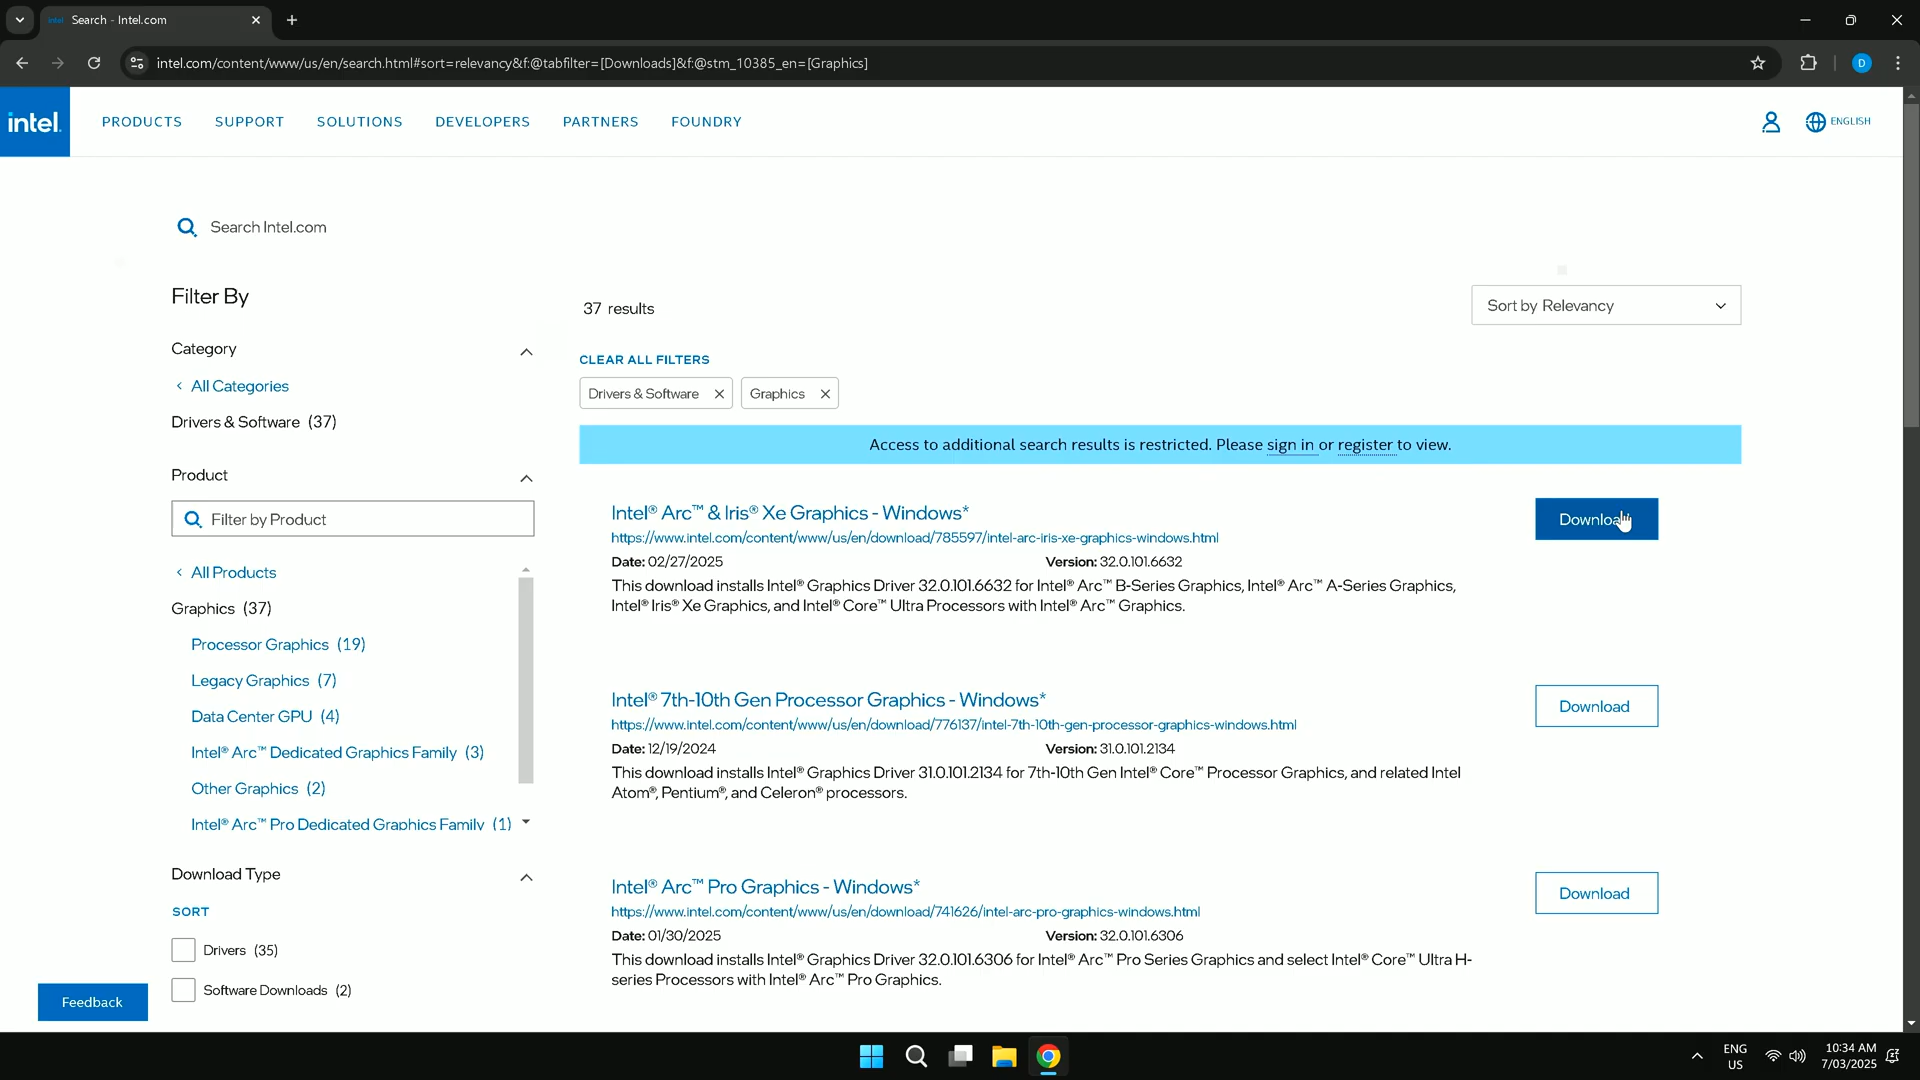 intel Search - Intel.com
intel.com/content/www/us/en/search.html#sort=relevancy&f:@tabfilter=[Downloads]&f:@stm_10385_en=[Graphics]
D
intel.
PRODUCTS SUPPORT SOLUTIONS DEVELOPERS PARTNERS FOUNDRY
ENGLISH
Search Intel.com
Filter By
Category
< All Categories
Drivers & Software (37)
Product
Filter by Product
< All Products
Graphics (37)
Processor Graphics (19)
Legacy Graphics (7)
Data Center GPU (4)
Intel® Arc™ Dedicated Graphics Family (3)
Other Graphics (2)
Intel® Arc™ Pro Dedicated Graphics Family (1)
Download Type
SORT
Drivers (35)
Software Downloads (2)
Feedback
37 results
Sort by Relevancy
CLEAR ALL FILTERS
Drivers & Software Graphics
Access to additional search results is restricted. Please sign in or register to view.
Intel® Arc™ & Iris® Xe Graphics - Windows*
https://www.intel.com/content/www/us/en/download/785597/intel-arc-iris-xe-graphics-windows.html
Date: 02/27/2025 Version: 32.0.101.6632
This download installs Intel® Graphics Driver 32.0.101.6632 for Intel® Arc™ B-Series Graphics, Intel® Arc™ A-Series Graphics,
Intel® Iris® Xe Graphics, and Intel® Core™ Ultra Processors with Intel® Arc™ Graphics.
Download
Intel® 7th-10th Gen Processor Graphics - Windows*
https://www.intel.com/content/www/us/en/download/776137/intel-7th-10th-gen-processor-graphics-windows.html
Date: 12/19/2024 Version: 31.0.101.2134
This download installs Intel® Graphics Driver 31.0.101.2134 for 7th-10th Gen Intel® Core™ Processor Graphics, and related Intel
Atom®, Pentium®, and Celeron® processors.
Download
Intel® Arc™ Pro Graphics - Windows*
https://www.intel.com/content/www/us/en/download/741626/intel-arc-pro-graphics-windows.html
Date: 01/30/2025 Version: 32.0.101.6306
This download installs Intel® Graphics Driver 32.0.101.6306 for Intel® Arc™ Pro Series Graphics and select Intel® Core™ Ultra H-
series Processors with Intel® Arc™ Pro Graphics.
Download
ENG
US
10:34 AM
7/03/2025